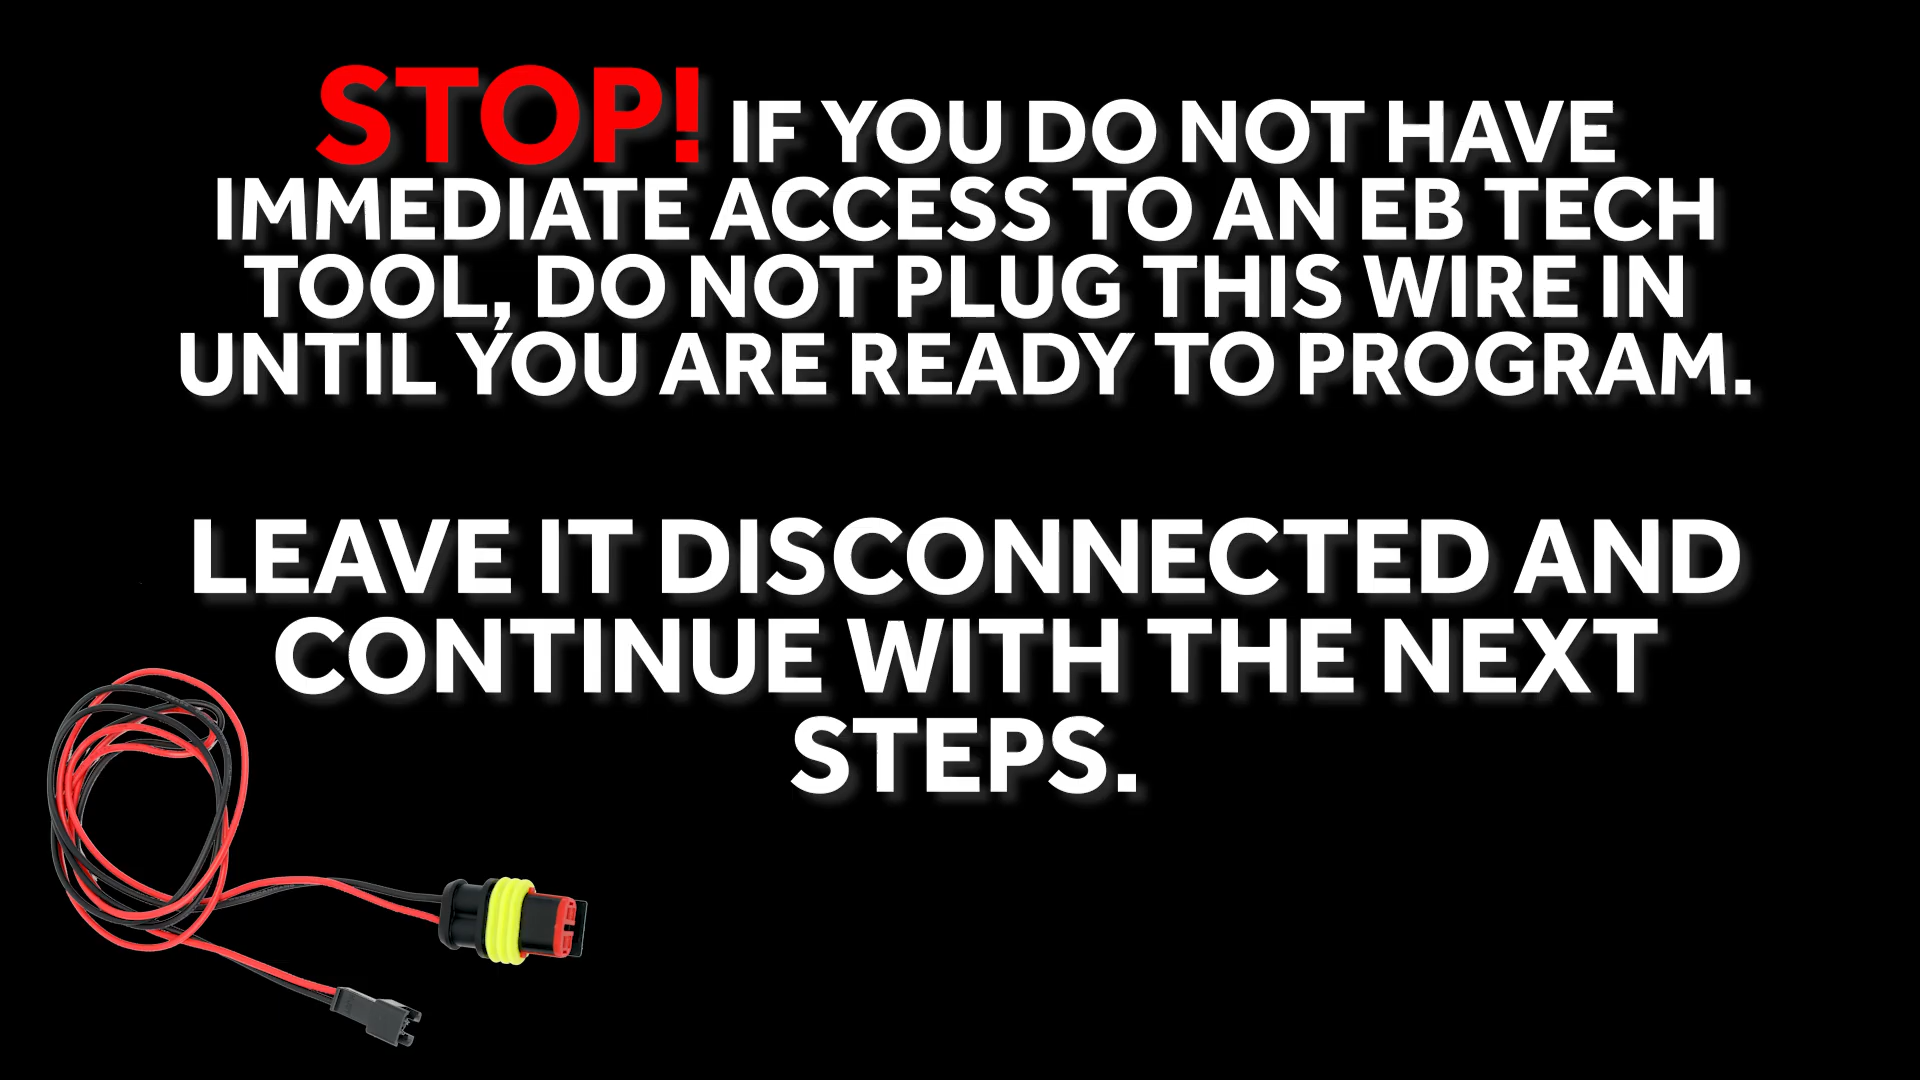 STOP! IF YOU DO NOT HAVE
IMMEDIATE ACCESS TO AN EB TECH
TOOL, DO NOT PLUG THIS WIRE IN
UNTIL YOU ARE READY TO PROGRAM.
LEAVE IT DISCONNECTED AND
CONTINUE WITH THE NEXT
STEPS.